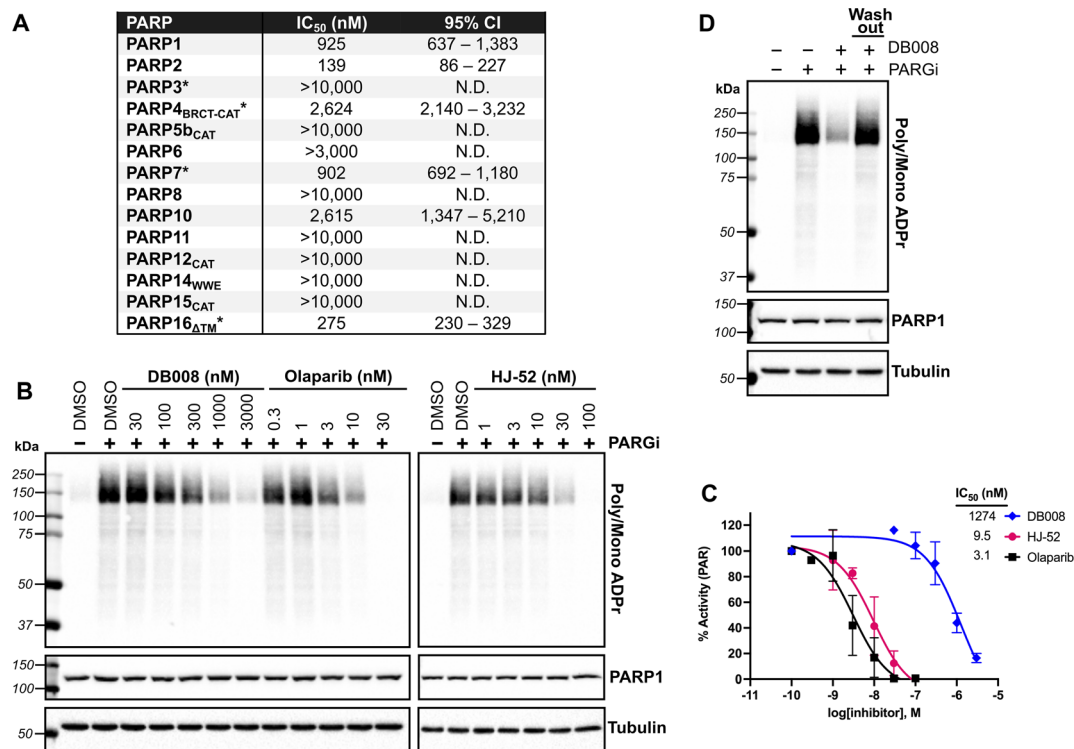 A
PARP IC50 (nM) 95% CI
PARP1 925 637 – 1,383
PARP2 139 86 – 227
PARP3* >10,000 N.D.
PARP4BRCT-CAT* 2,624 2,140 – 3,232
PARP5bCAT >10,000 N.D.
PARP6 >3,000 N.D.
PARP7* 902 692 – 1,180
PARP8 >10,000 N.D.
PARP10 2,615 1,347 – 5,210
PARP11 >10,000 N.D.
PARP12CAT >10,000 N.D.
PARP14WWE >10,000 N.D.
PARP15CAT >10,000 N.D.
PARP16ΔTM* 275 230 – 329
D
Wash
out
– – + + DB008
– + + + PARGi
kDa
250
150
100
75
50
37
Poly/Mono ADPr
150
100
PARP1
50
Tubulin
B
DB008 (nM) Olaparib (nM) HJ-52 (nM)
DMSO DMSO 30 100 300 1000 3000 0.3 1 3 10 30 DMSO DMSO 1 3 10 30 100
– + + + + + + + + + + + – + + + + + + PARGi
kDa
250
150
100
75
50
37
Poly/Mono ADPr
150
100
PARP1
50
Tubulin
C
IC50 (nM)
1274 DB008
9.5 HJ-52
3.1 Olaparib
% Activity (PAR)
120
100
80
60
40
20
0
-11 -10 -9 -8 -7 -6 -5
log[inhibitor], M